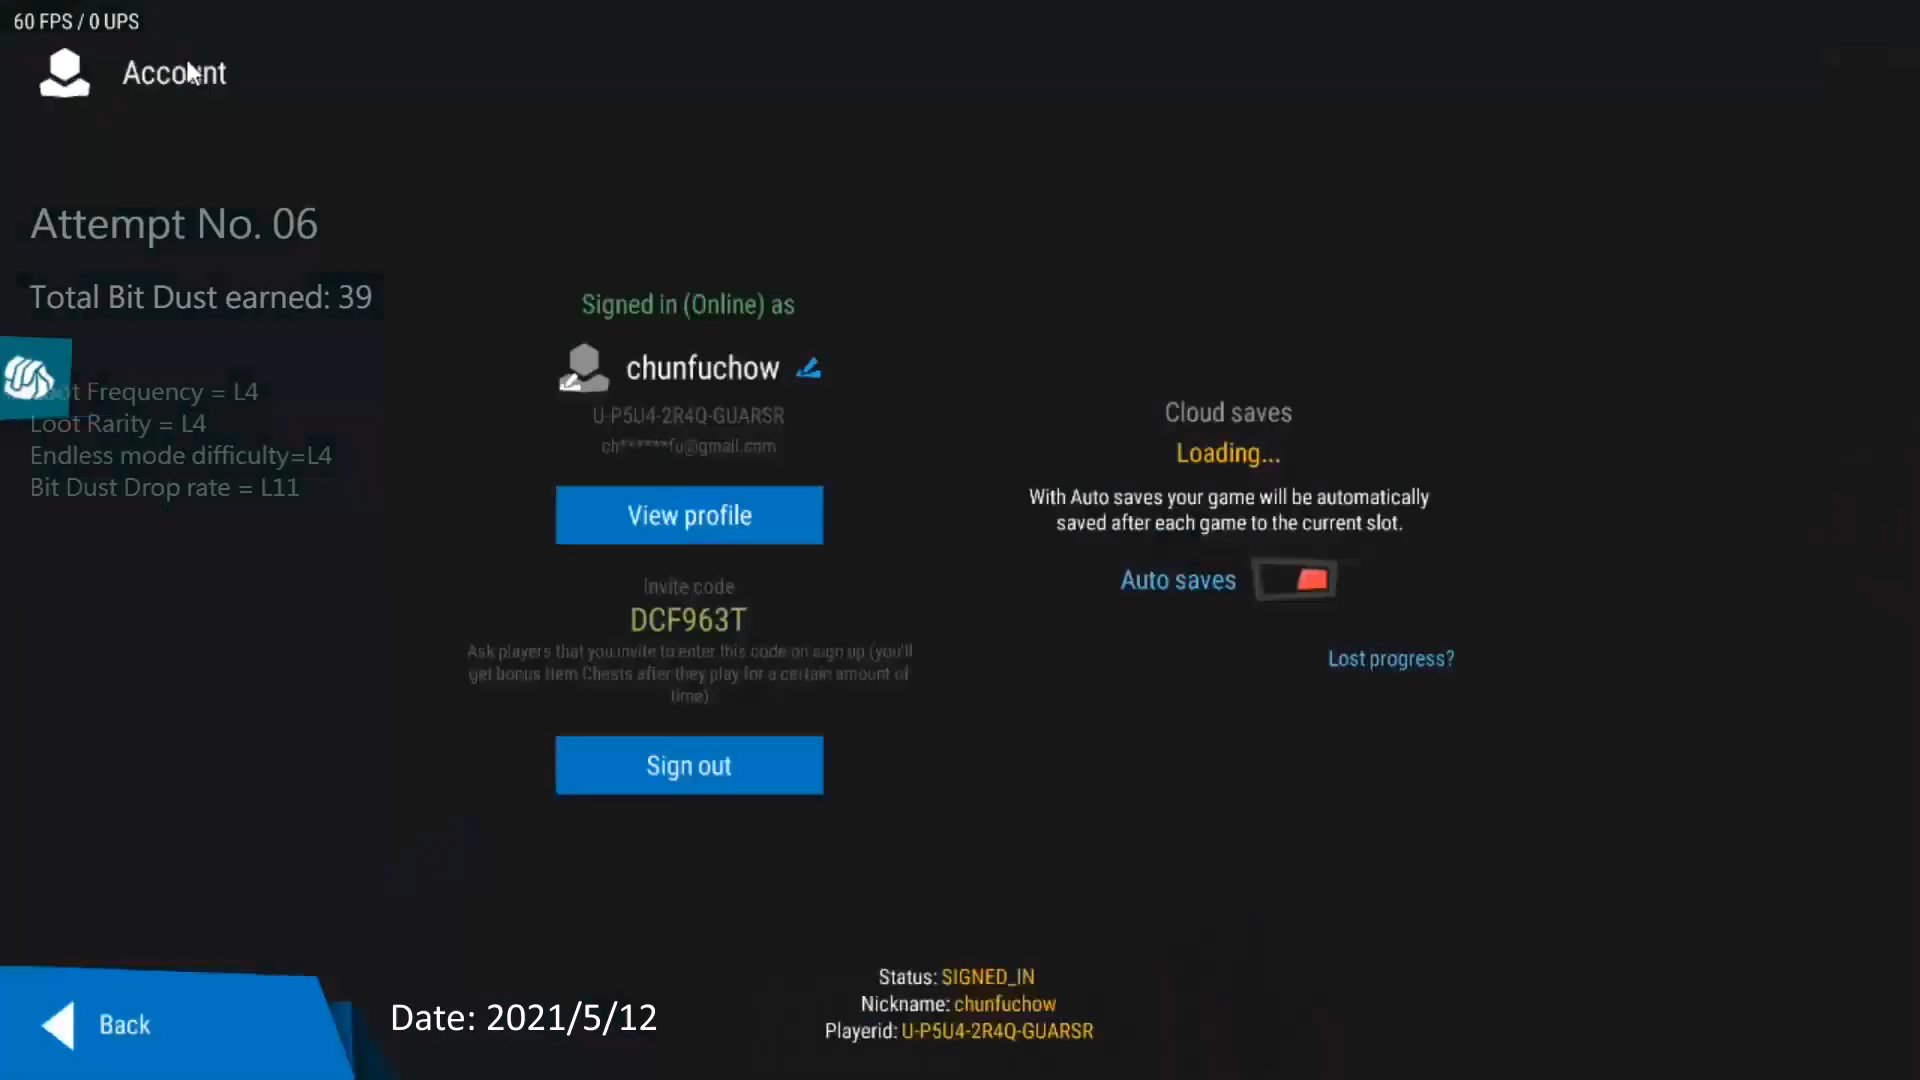 60 FPS / 0 UPS
Account
Attempt No. 06
Total Bit Dust earned: 39
Frequency = L4
Loot Rarity = L4
Endless mode difficulty=L4
Bit Dust Drop rate = L11
Signed in (Online) as
chunfuchow
U-P5U4-2R4Q-GUARSR
ch******fu@gmail.com
View profile
Invite code
DCF963T
Ask players that you invite to enter this code on sign up (you'll
get bonus Item Chests after they play for a certain amount of
time)
Sign out
Cloud saves
Loading...
With Auto saves your game will be automatically
saved after each game to the current slot.
Auto saves
Lost progress?
Back
Date: 2021/5/12
Status: SIGNED_IN
Nickname: chunfuchow
Playerid: U-P5U4-2R4Q-GUARSR